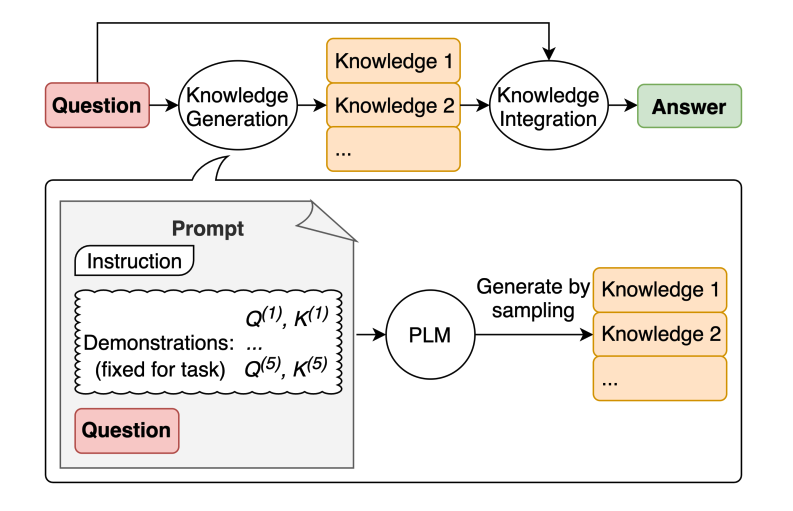 Question
Knowledge
Generation
Knowledge 1
Knowledge 2
...
Knowledge
Integration
Answer
Prompt
Instruction
Q(1), K(1)
Demonstrations: ...
(fixed for task) Q(5), K(5)
Question
PLM
Generate by
sampling
Knowledge 1
Knowledge 2
...